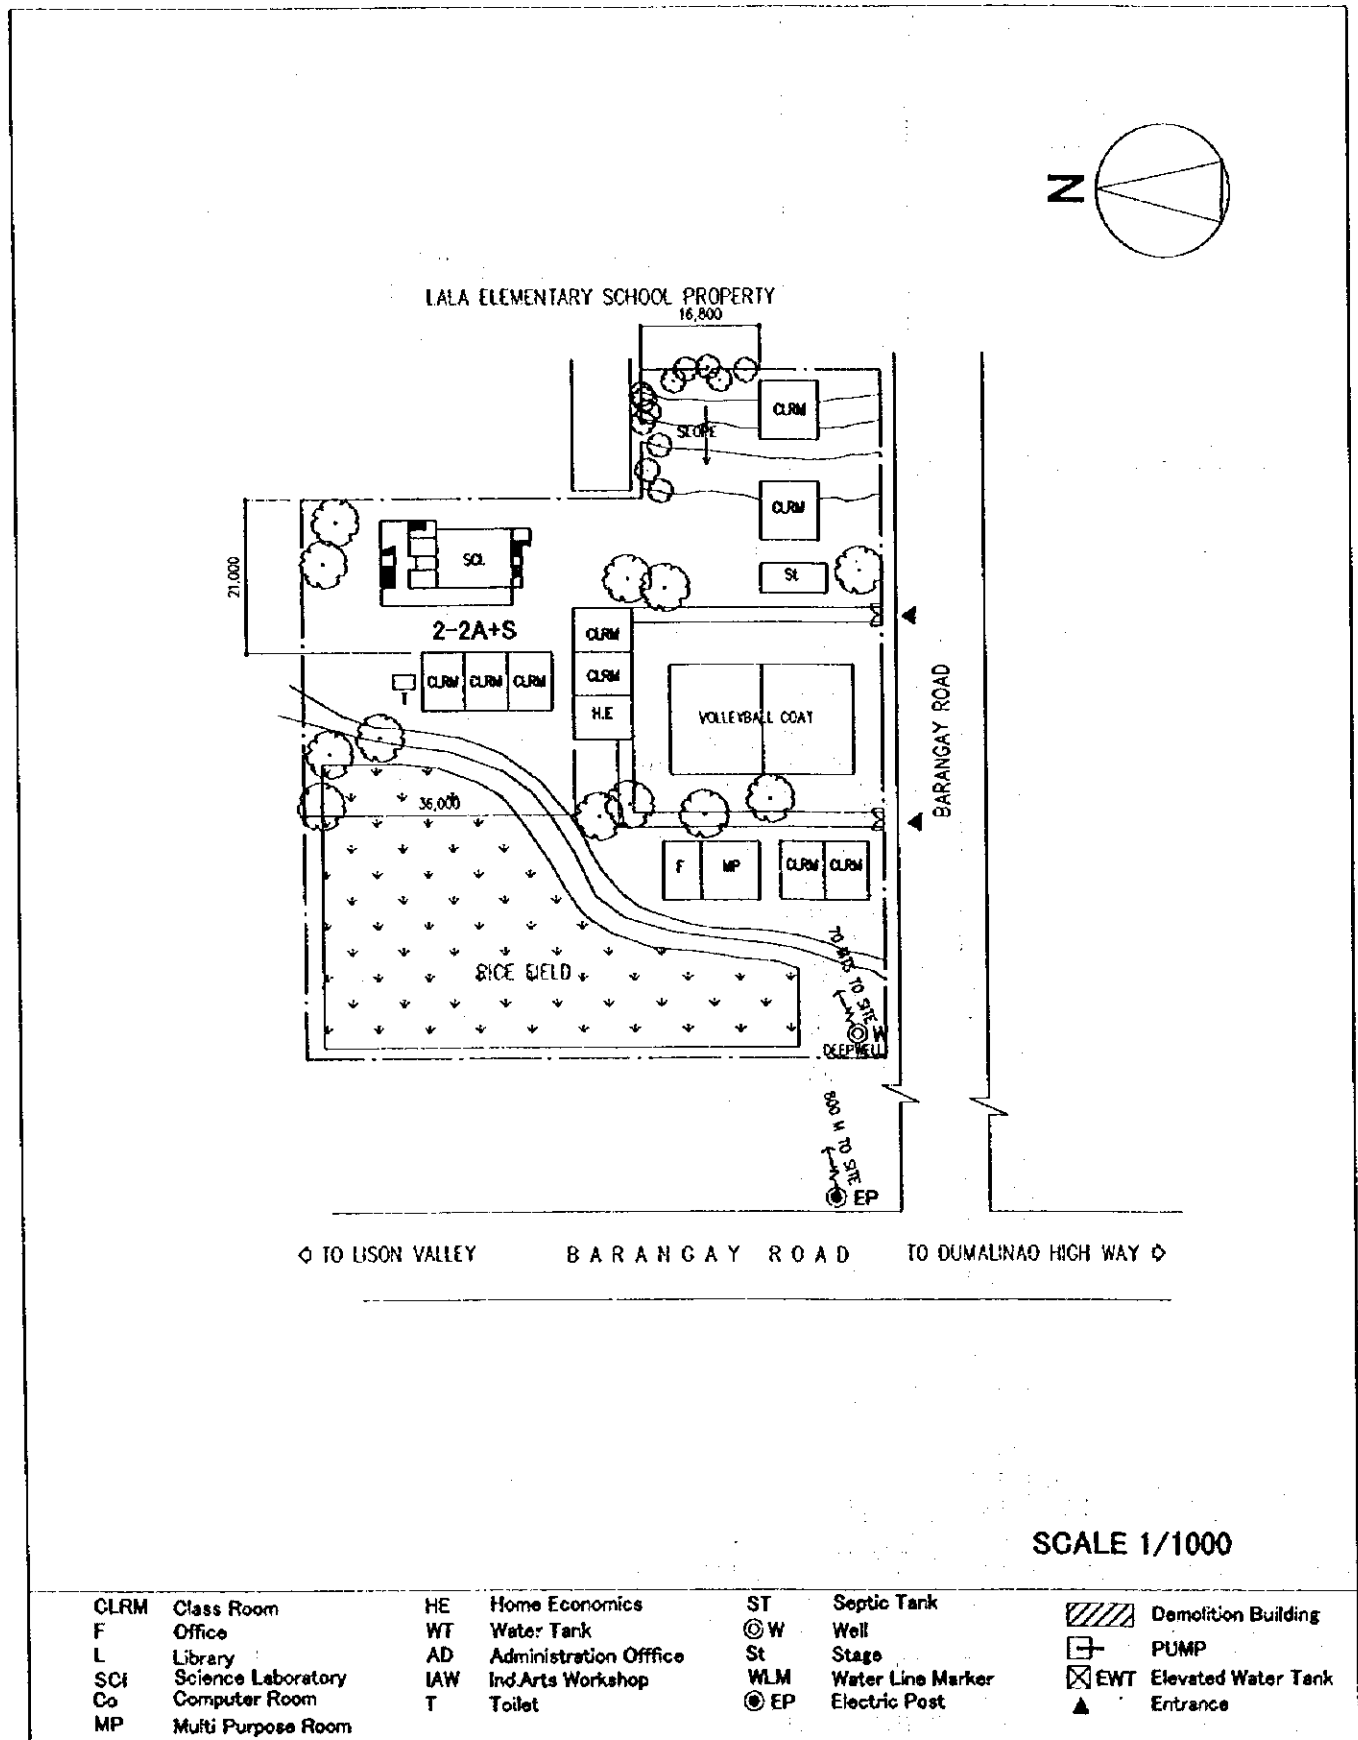 N
LALA ELEMENTARY SCHOOL PROPERTY
16,800
CLRM
SLOPE
CLRM
21,000
SCI.
St
2-2A+S
CLRM
CLRM CLRM CLRM
CLRM
T
H.E
VOLLEYBALL COAT
BARANGAY ROAD
36,000
F MP CLRM CLRM
RICE FIELD
TO SITE
W
DEEPWELL
800 M TO SITE
EP
TO LISON VALLEY BARANGAY ROAD TO DUMALINAO HIGH WAY
SCALE 1/1000
CLRM Class Room
F Office
L Library
SCI Science Laboratory
Co Computer Room
MP Multi Purpose Room
HE Home Economics
WT Water Tank
AD Administration Offfice
IAW Ind.Arts Workshop
T Toilet
ST Septic Tank
W Well
St Stage
WLM Water Line Marker
EP Electric Post
Demolition Building
PUMP
EWT Elevated Water Tank
Entrance